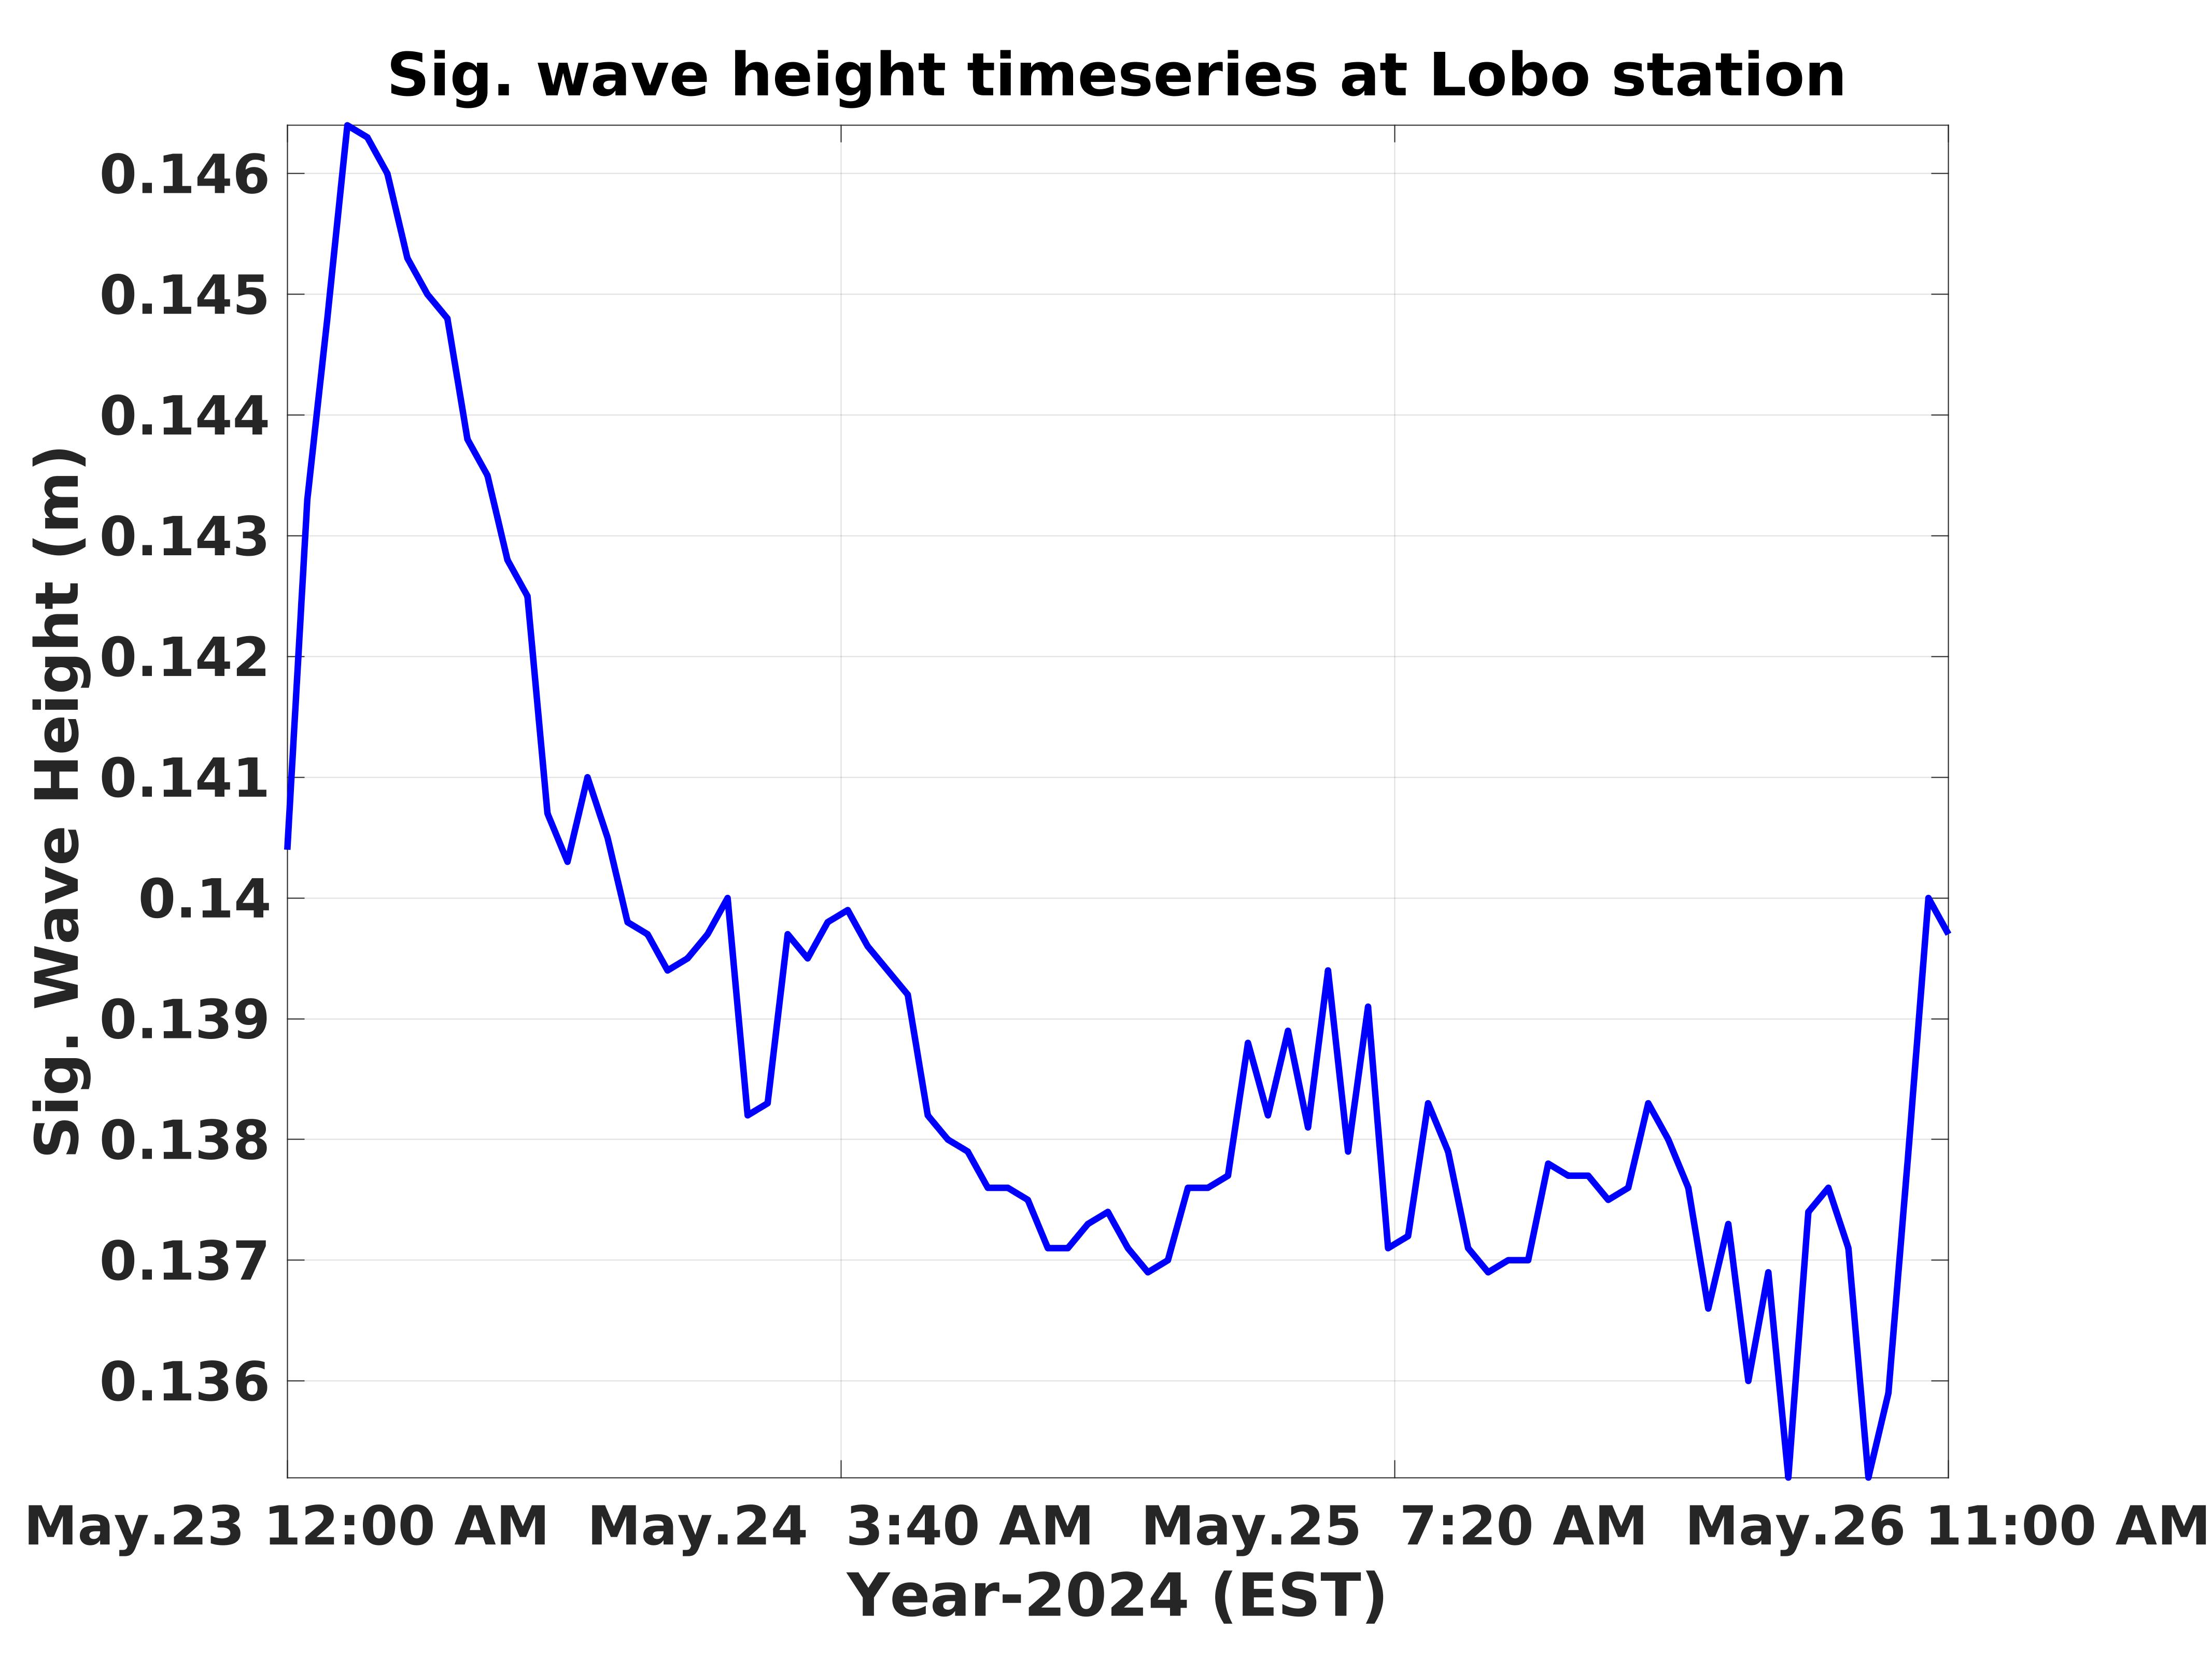 Sig. wave height timeseries at Lobo station
Sig. Wave Height (m)
0.146
0.145
0.144
0.143
0.142
0.141
0.14
0.139
0.138
0.137
0.136
May.23 12:00 AM May.24 3:40 AM May.25 7:20 AM May.26 11:00 AM
Year-2024 (EST)